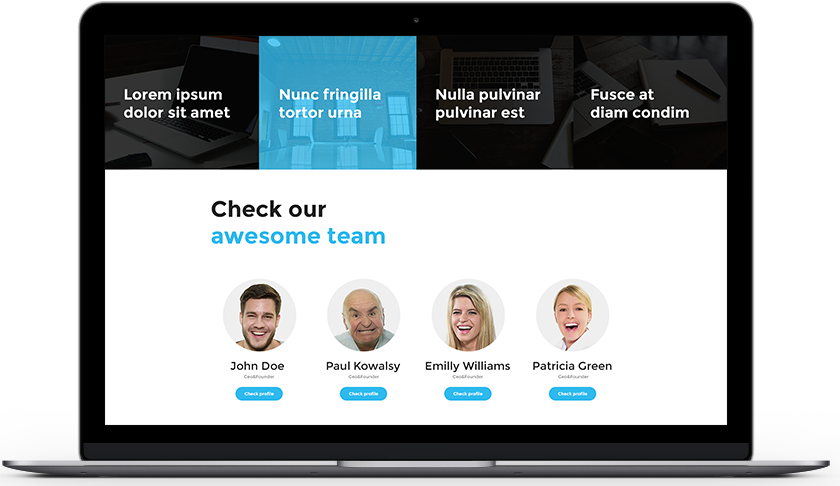 Lorem ipsum
dolor sit amet
Nunc fringilla
tortor urna
Nulla pulvinar
pulvinar est
Fusce at
diam condim
Check our
awesome team
John Doe
Paul Kowalsy
Emilly Williams
Patricia Green
Ceo&Founder
Ceo&Founder
Ceo&Founder
Ceo&Founder
Check profile
Check profile
Check profile
Check profile